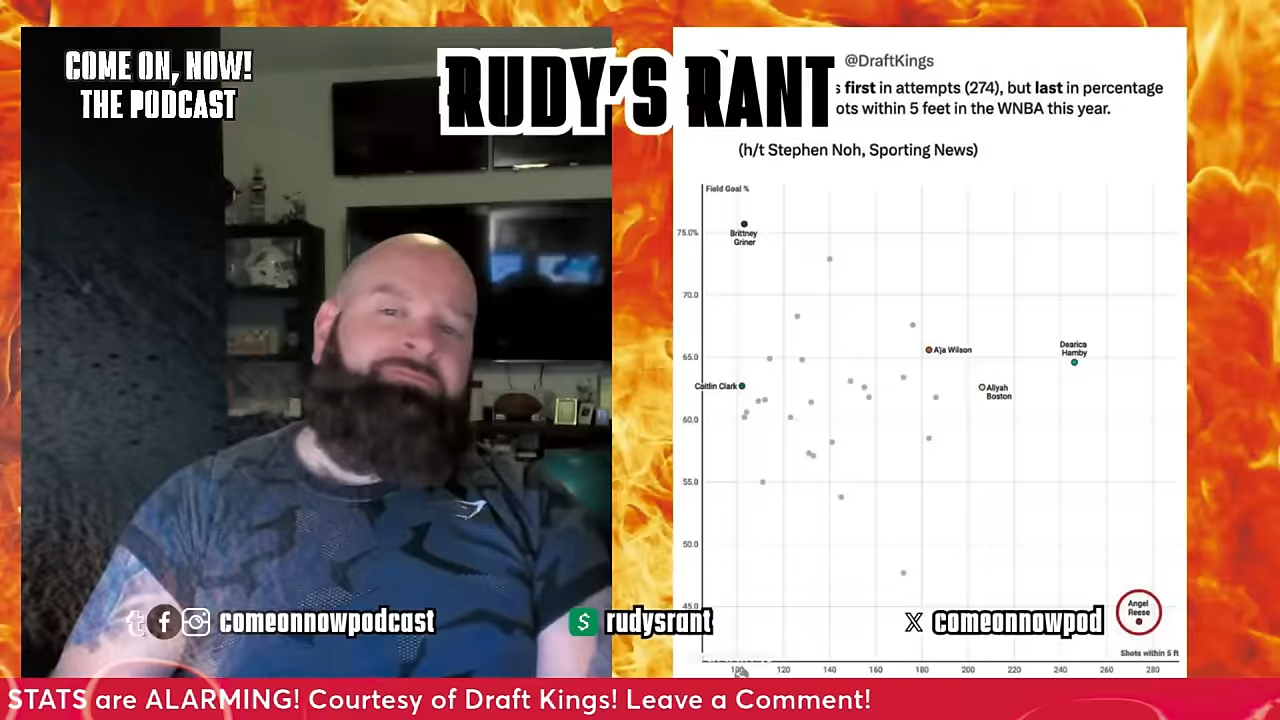 COME ON, NOW!
THE PODCAST
RUDY'S RANT
@DraftKings
first in attempts (274), but last in percentage
ots within 5 feet in the WNBA this year.
(h/t Stephen Noh, Sporting News)
Field Goal %
75.0%
Brittney
Griner
70.0
65.0
A'ja Wilson
Dearica
Hamby
Caitlin Clark
Aliyah
Boston
60.0
55.0
50.0
45.0
Angel
Reese
Shots within 5 ft
100 120 140 160 180 200 220 240 260 280
comeonnowpodcast
$ rudysrant
X comeonnowpod
STATS are ALARMING! Courtesy of Draft Kings! Leave a Comment!